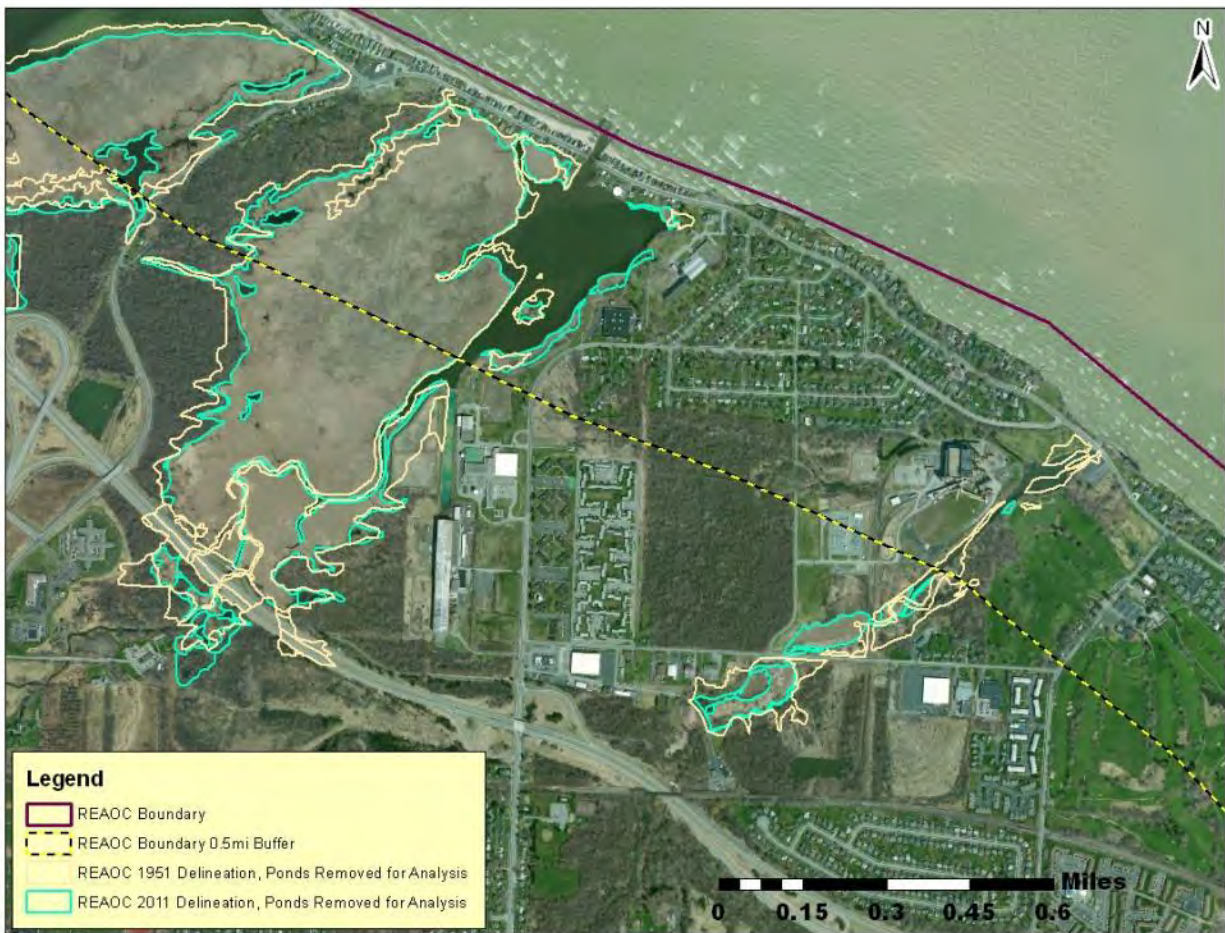 N
Legend
REAOC Boundary
REAOC Boundary 0.5mi Buffer
REAOC 1951 Delineation, Ponds Removed for Analysis
REAOC 2011 Delineation, Ponds Removed for Analysis
Miles
0 0.15 0.3 0.45 0.6